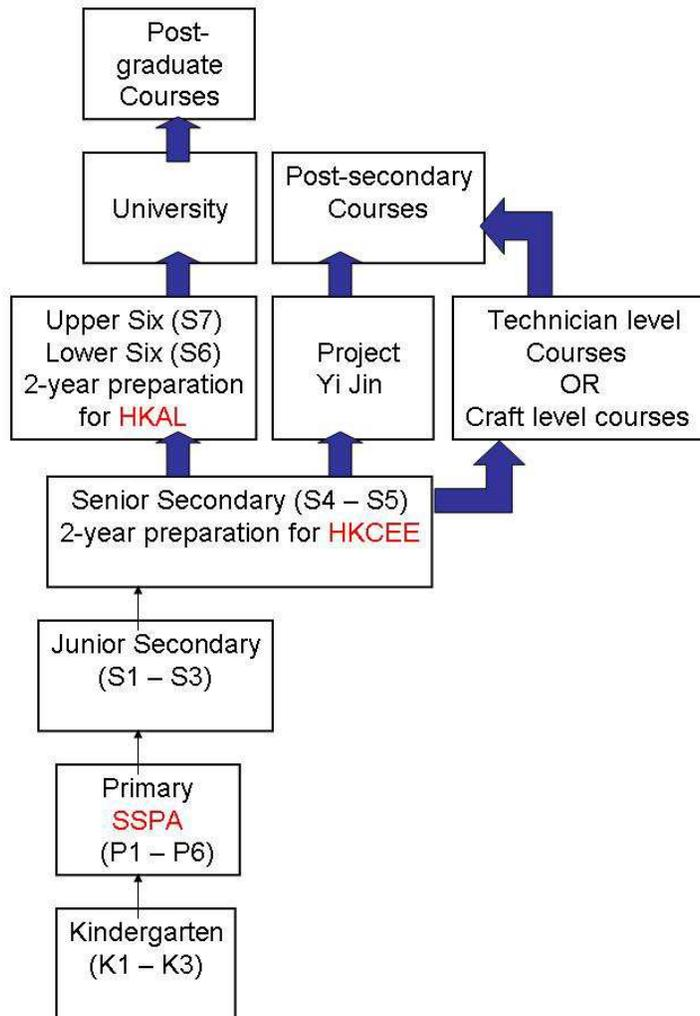 Post-
graduate
Courses
University
Post-secondary
Courses
Upper Six (S7)
Lower Six (S6)
2-year preparation
for HKAL
Project
Yi Jin
Technician level
Courses
OR
Craft level courses
Senior Secondary (S4 – S5)
2-year preparation for HKCEE
Junior Secondary
(S1 – S3)
Primary
SSPA
(P1 – P6)
Kindergarten
(K1 – K3)